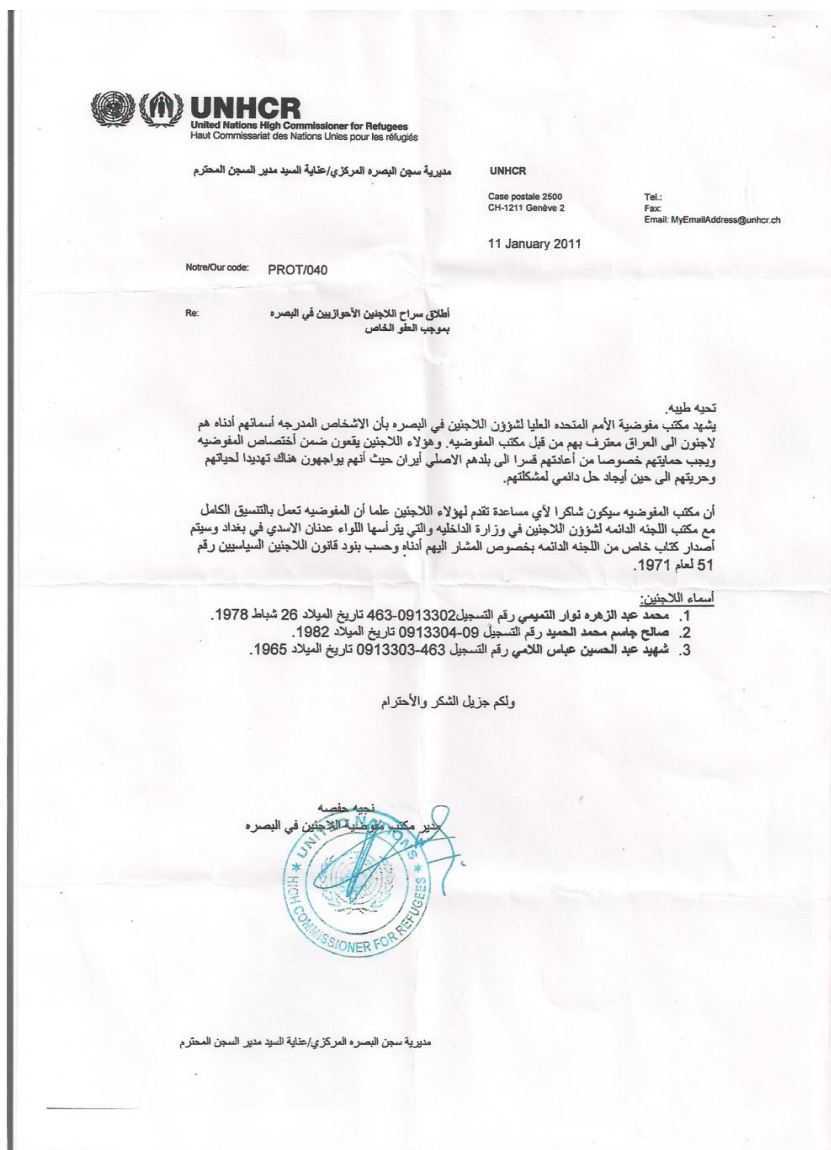 UNHCR
United Nations High Commissioner for Refugees
Haut Commissariat des Nations Unies pour les réfugiés
مديرية سجن البصره المركزي/عناية السيد مدير السجن المحترم
UNHCR
Case postale 2500
CH-1211 Genève 2
Tel.:
Fax:
Email: MyEmailAddress@unhcr.ch
11 January 2011
Notre/Our code: PROT/040
Re: أطلاق سراح اللاجئين الأحوازيين في البصره
بموجب العفو الخاص
تحيه طيبه.
يشهد مكتب مفوضية الأمم المتحده العليا لشؤؤن اللاجئين في البصره بأن الاشخاص المدرجه أسمائهم أدناه هم
لاجئون الى العراق معترف بهم من قبل مكتب المفوضيه. وهؤلاء اللاجئين يقعون ضمن أختصاص المفوضيه
ويجب حمايتهم خصوصا من أعادتهم قسرا الى بلدهم الاصلي أيران حيث أنهم يواجهون هناك تهديدا لحياتهم
وحريتهم الى حين أيجاد حل دائمي لمشكلتهم.
أن مكتب المفوضيه سيكون شاكرا لأي مساعدة تقدم لهؤلاء اللاجئين علما أن المفوضيه تعمل بالتنسيق الكامل
مع مكتب اللجنه الدائمه لشؤؤن اللاجئين في وزارة الداخليه والتي يترأسها اللواء عدنان الاسدي في بغداد وسيتم
أصدار كتاب خاص من اللجنه الدائمه بخصوص المشار اليهم أدناه وحسب بنود قانون اللاجئين السياسيين رقم
51 لعام 1971.
أسماء اللاجئين:
1. محمد عبد الزهره نوار التميمي رقم التسجيل463-0913302 تاريخ الميلاد 26 شباط 1978.
2. صالح جاسم محمد الحميد رقم التسجيل 09-0913304 تاريخ الميلاد 1982.
3. شهيد عبد الحسين عباس اللامي رقم التسجيل 463-0913303 تاريخ الميلاد 1965.
ولكم جزيل الشكر والأحترام
نجيه حفصه
مدير مكتب مفوضية اللاجئين في البصره
UNITED NATIONS
HIGH COMMISSIONER FOR REFUGEES
مديرية سجن البصره المركزي/عناية السيد مدير السجن المحترم